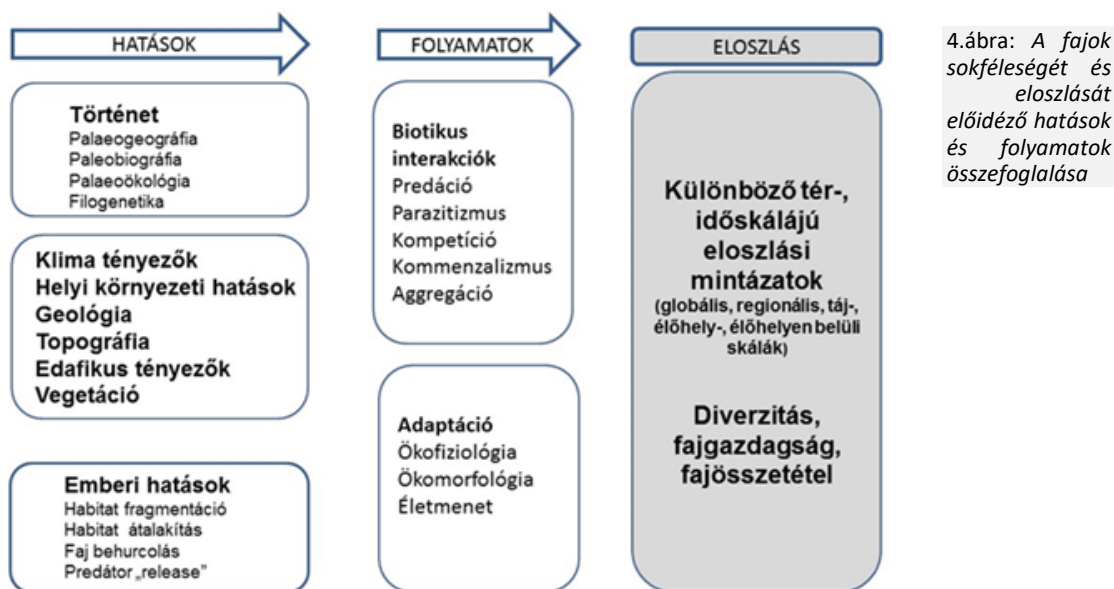 HATÁSOK
Történet
Palaeogeográfia
Paleobiográfia
Palaeoökológia
Filogenetika
Klima tényezők
Helyi környezeti hatások
Geológia
Topográfia
Edafikus tényezők
Vegetáció
Emberi hatások
Habitat fragmentáció
Habitat átalakítás
Faj behurcolás
Predátor „release”
FOLYAMATOK
Biotikus
interakciók
Predáció
Parazitizmus
Kompetíció
Kommenzalizmus
Aggregáció
Adaptáció
Ökofiziológia
Ökomorfológia
Életmenet
ELOSZLÁS
Különböző tér-,
időskálájú
eloszlási
mintázatok
(globális, regionális, táj-,
élőhely-, élőhelyen belüli
skálák)
Diverzitás,
fajgazdagság,
fajösszetétel
4.ábra: A fajok
sokféleségét és
eloszlását
előidéző hatások
és folyamatok
összefoglalása